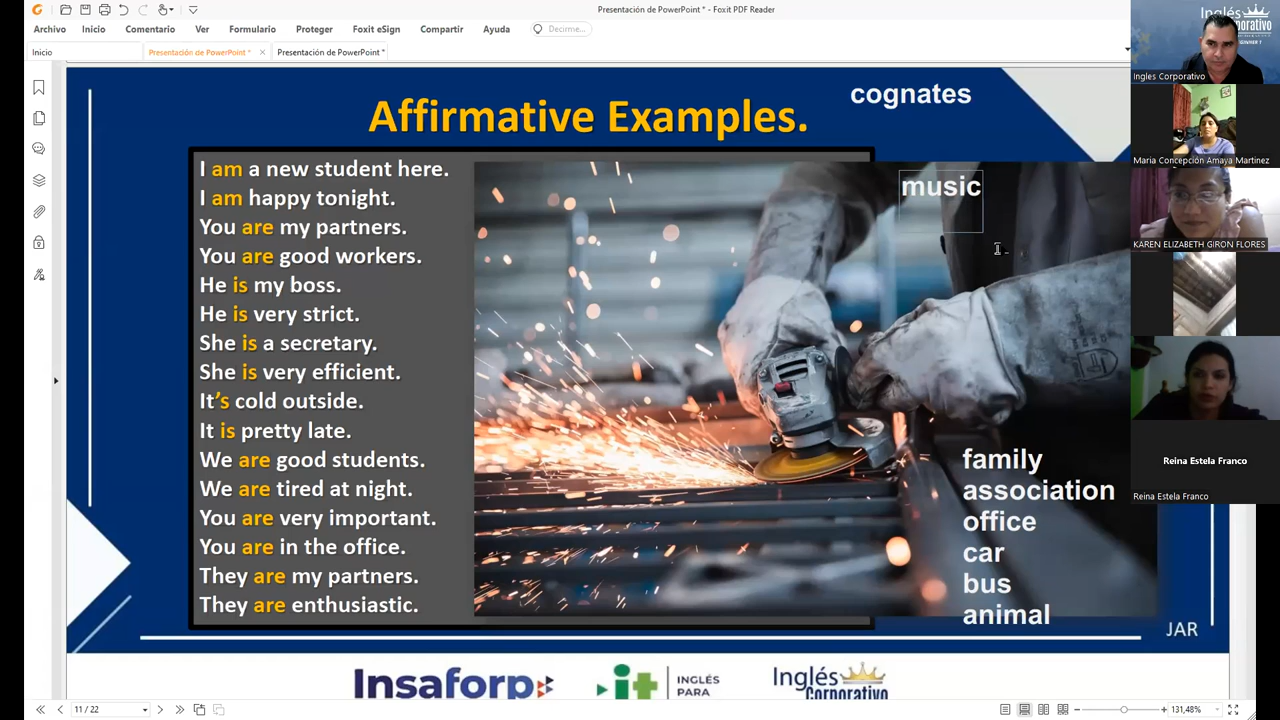 Presentación de PowerPoint * - Foxit PDF Reader
Archivo Inicio Comentario Ver Formulario Proteger Foxit eSign Compartir Ayuda Decirme...
Inicio Presentación de PowerPoint * Presentación de PowerPoint *
cognates
Affirmative Examples.
I am a new student here.
I am happy tonight.
You are my partners.
You are good workers.
He is my boss.
He is very strict.
She is a secretary.
She is very efficient.
It's cold outside.
It is pretty late.
We are good students.
We are tired at night.
You are very important.
You are in the office.
They are my partners.
They are enthusiastic.
music
family
association
office
car
bus
animal
JAR
Insaforp
it
INGLÉS
PARA
Inglés
Corporativo
11 / 22
131,48%
Inglés
Corporativo
Ingles Corporativo
Maria Concepción Amaya Martinez
KAREN ELIZABETH GIRON FLORES
Reina Estela Franco
Reina Estela Franco